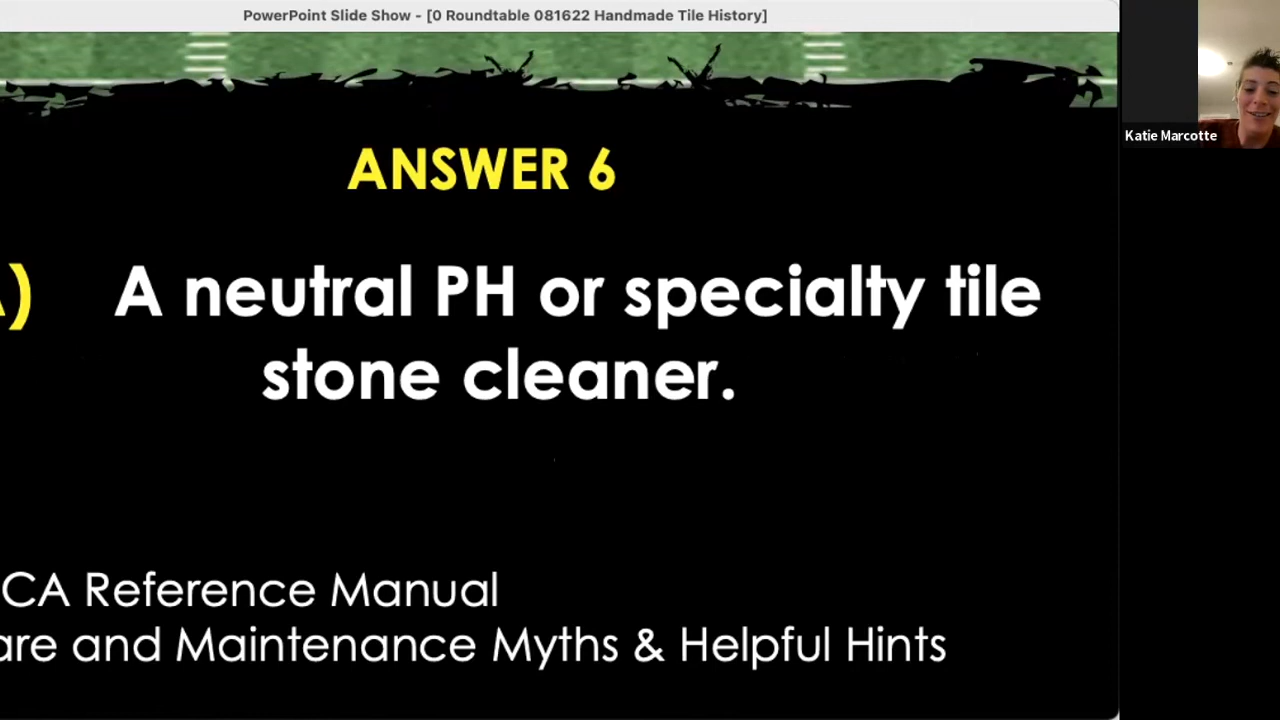 PowerPoint Slide Show - [0 Roundtable 081622 Handmade Tile History]
Katie Marcotte
ANSWER 6
) A neutral PH or specialty tile
stone cleaner.
CA Reference Manual
are and Maintenance Myths & Helpful Hints